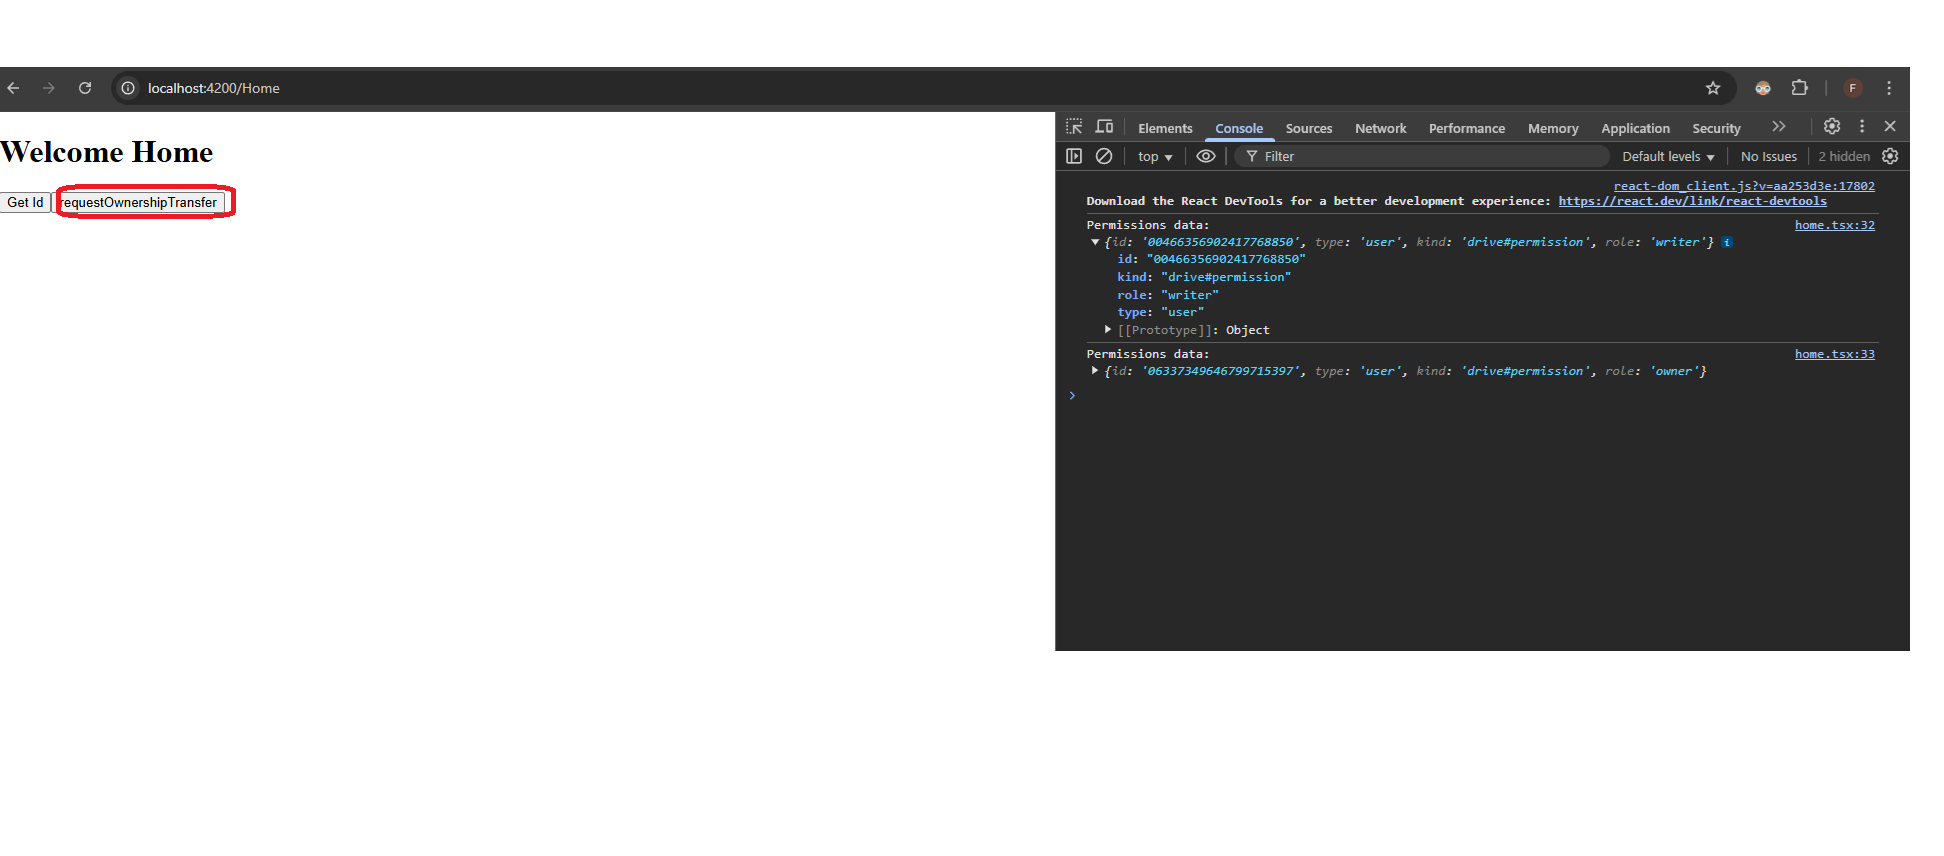 localhost:4200/Home
F
Welcome Home
Get Id
requestOwnershipTransfer
Elements Console Sources Network Performance Memory Application Security
top Filter Default levels No Issues 2 hidden
react-dom_client.js?v=aa253d3e:17802
Download the React DevTools for a better development experience: https://react.dev/link/react-devtools
Permissions data: home.tsx:32
{id: '00466356902417768850', type: 'user', kind: 'drive#permission', role: 'writer'} i
id: "00466356902417768850"
kind: "drive#permission"
role: "writer"
type: "user"
[[Prototype]]: Object
Permissions data: home.tsx:33
{id: '06337349646799715397', type: 'user', kind: 'drive#permission', role: 'owner'}